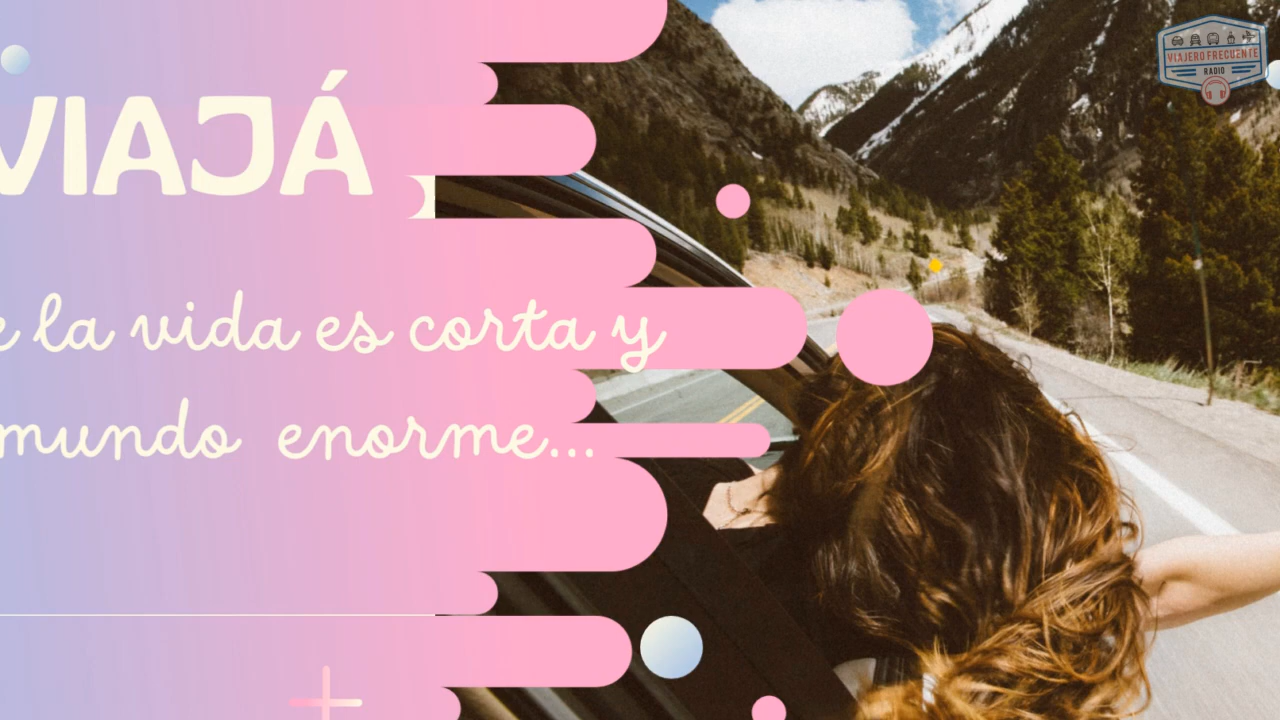 VIAJÁ
e la vida es corta y
mundo enorme...
VIAJERO FRECUENTE
RADIO